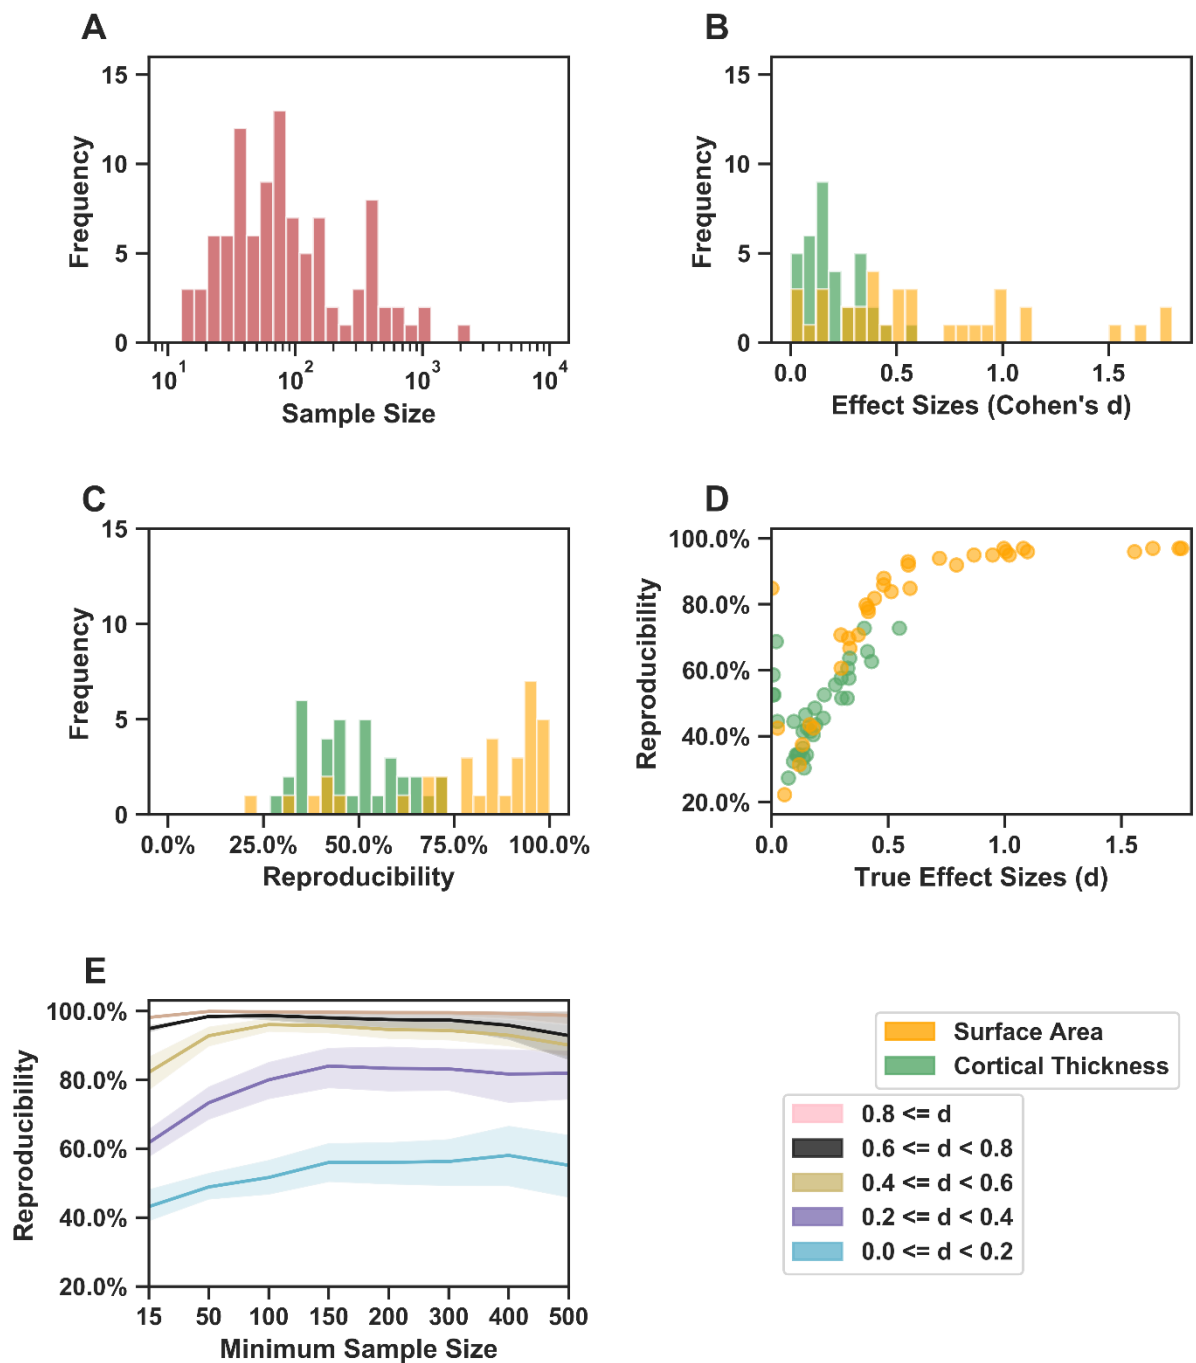 A
15
10
5
0
Frequency
10^1 10^2 10^3 10^4
Sample Size
B
15
10
5
0
Frequency
0.0 0.5 1.0 1.5
Effect Sizes (Cohen's d)
C
15
10
5
0
Frequency
0.0% 25.0% 50.0% 75.0% 100.0%
Reproducibility
D
100.0%
80.0%
60.0%
40.0%
20.0%
Reproducibility
0.0 0.5 1.0 1.5
True Effect Sizes (d)
E
100.0%
80.0%
60.0%
40.0%
20.0%
Reproducibility
15 50 100 150 200 300 400 500
Minimum Sample Size
Surface Area
Cortical Thickness
0.8 <= d
0.6 <= d < 0.8
0.4 <= d < 0.6
0.2 <= d < 0.4
0.0 <= d < 0.2